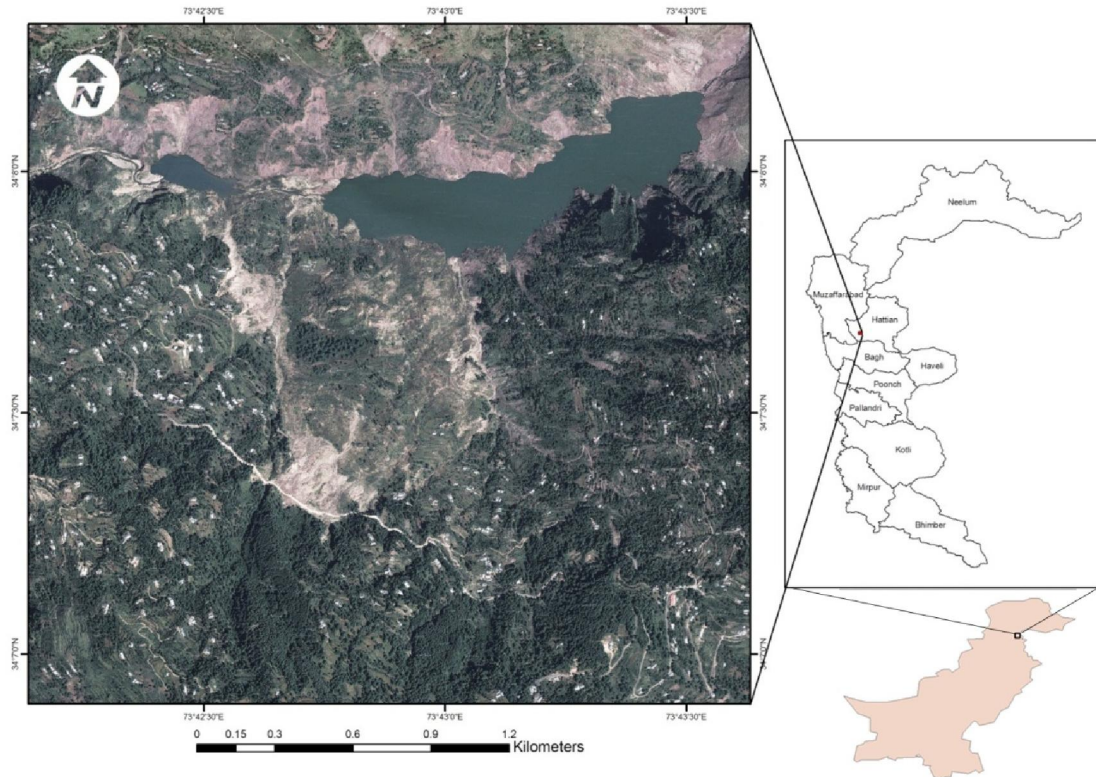 73°42'30"E
73°43'0"E
73°43'30"E
N
34°8'0"N
34°8'0"N
34°7'30"N
34°7'30"N
34°7'0"N
34°7'0"N
73°42'30"E
73°43'0"E
73°43'30"E
0 0.15 0.3 0.6 0.9 1.2
Kilometers
Neelum
Muzaffarabad
Hattian
Bagh
Haveli
Poonch
Pallandri
Kotli
Mirpur
Bhimber